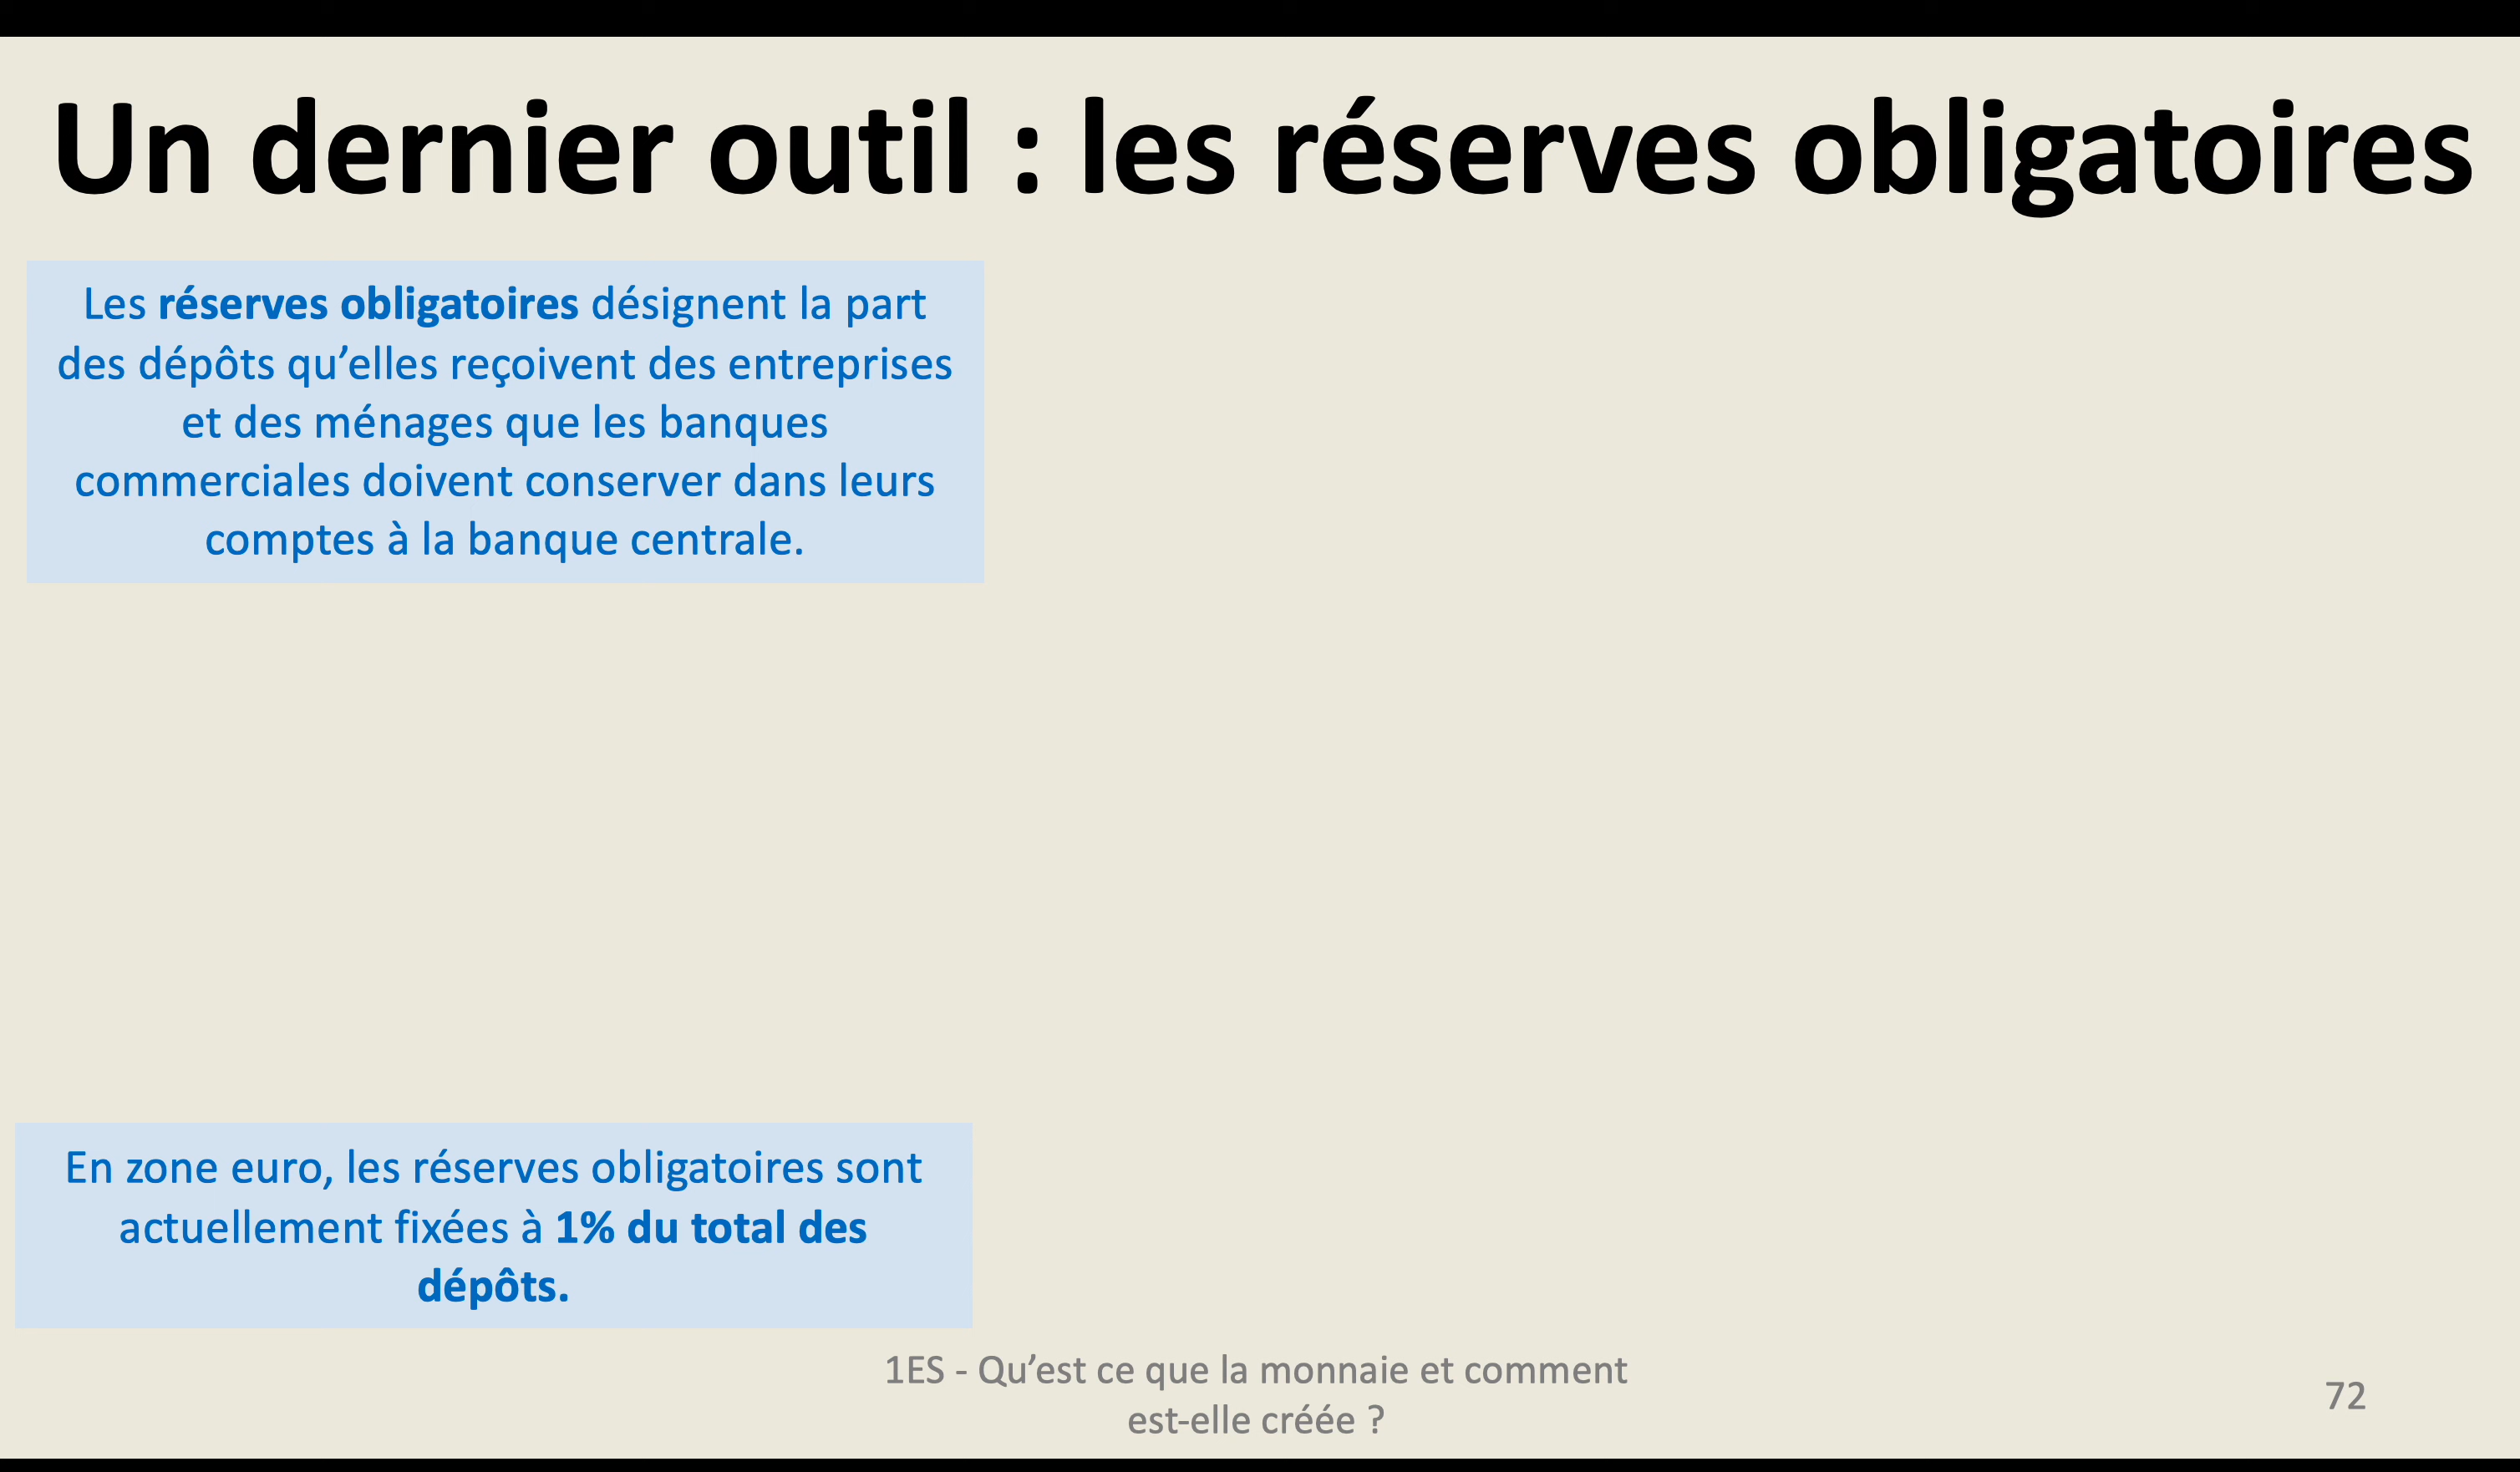 Un dernier outil : les réserves obligatoires
Les réserves obligatoires désignent la part
des dépôts qu’elles reçoivent des entreprises
et des ménages que les banques
commerciales doivent conserver dans leurs
comptes à la banque centrale.
En zone euro, les réserves obligatoires sont
actuellement fixées à 1% du total des
dépôts.
1ES - Qu’est ce que la monnaie et comment
est-elle créée ?
72